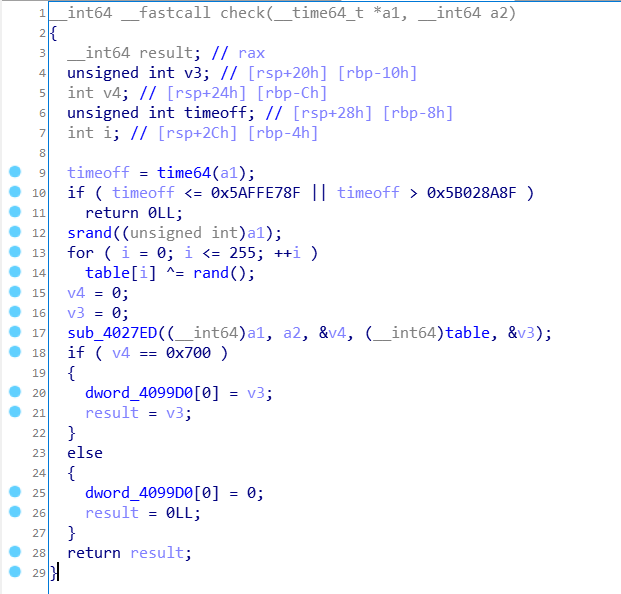 1 __int64 __fastcall check(__time64_t *a1, __int64 a2)
2 {
3   __int64 result; // rax
4   unsigned int v3; // [rsp+20h] [rbp-10h]
5   int v4; // [rsp+24h] [rbp-Ch]
6   unsigned int timeoff; // [rsp+28h] [rbp-8h]
7   int i; // [rsp+2Ch] [rbp-4h]
8
9   timeoff = time64(a1);
10   if ( timeoff <= 0x5AFFE78F || timeoff > 0x5B028A8F )
11     return 0LL;
12   srand((unsigned int)a1);
13   for ( i = 0; i <= 255; ++i )
14     table[i] ^= rand();
15   v4 = 0;
16   v3 = 0;
17   sub_4027ED((__int64)a1, a2, &v4, (__int64)table, &v3);
18   if ( v4 == 0x700 )
19   {
20     dword_4099D0[0] = v3;
21     result = v3;
22   }
23   else
24   {
25     dword_4099D0[0] = 0;
26     result = 0LL;
27   }
28   return result;
29 }